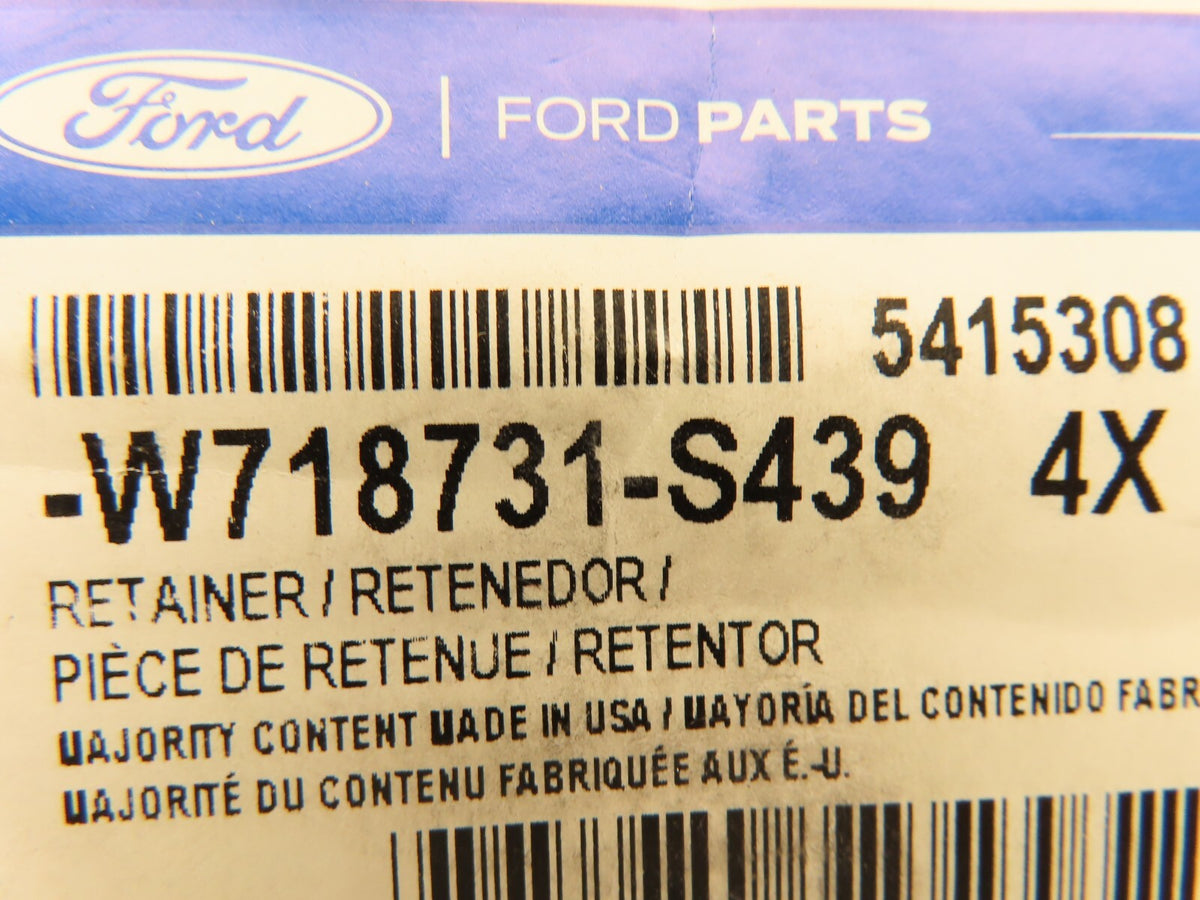 Ford | FORD PARTS
5415308
-W718731-S439 4X
RETAINER / RETENEDOR /
PIÈCE DE RETENUE / RETENTOR
MAJORITY CONTENT MADE IN USA / MAYORÍA DEL CONTENIDO FABR
MAJORITÉ DU CONTENU FABRIQUÉE AUX É.-U.